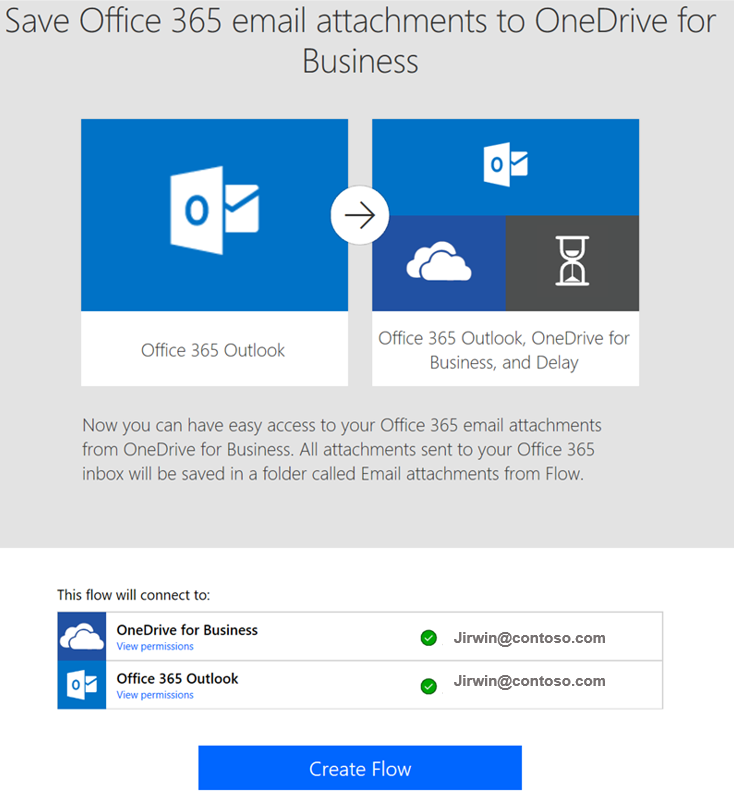 Save Office 365 email attachments to OneDrive for
Business
Office 365 Outlook
Office 365 Outlook, OneDrive for
Business, and Delay
Now you can have easy access to your Office 365 email attachments
from OneDrive for Business. All attachments sent to your Office 365
inbox will be saved in a folder called Email attachments from Flow.
This flow will connect to:
OneDrive for Business
View permissions
Jirwin@contoso.com
Office 365 Outlook
View permissions
Jirwin@contoso.com
Create Flow